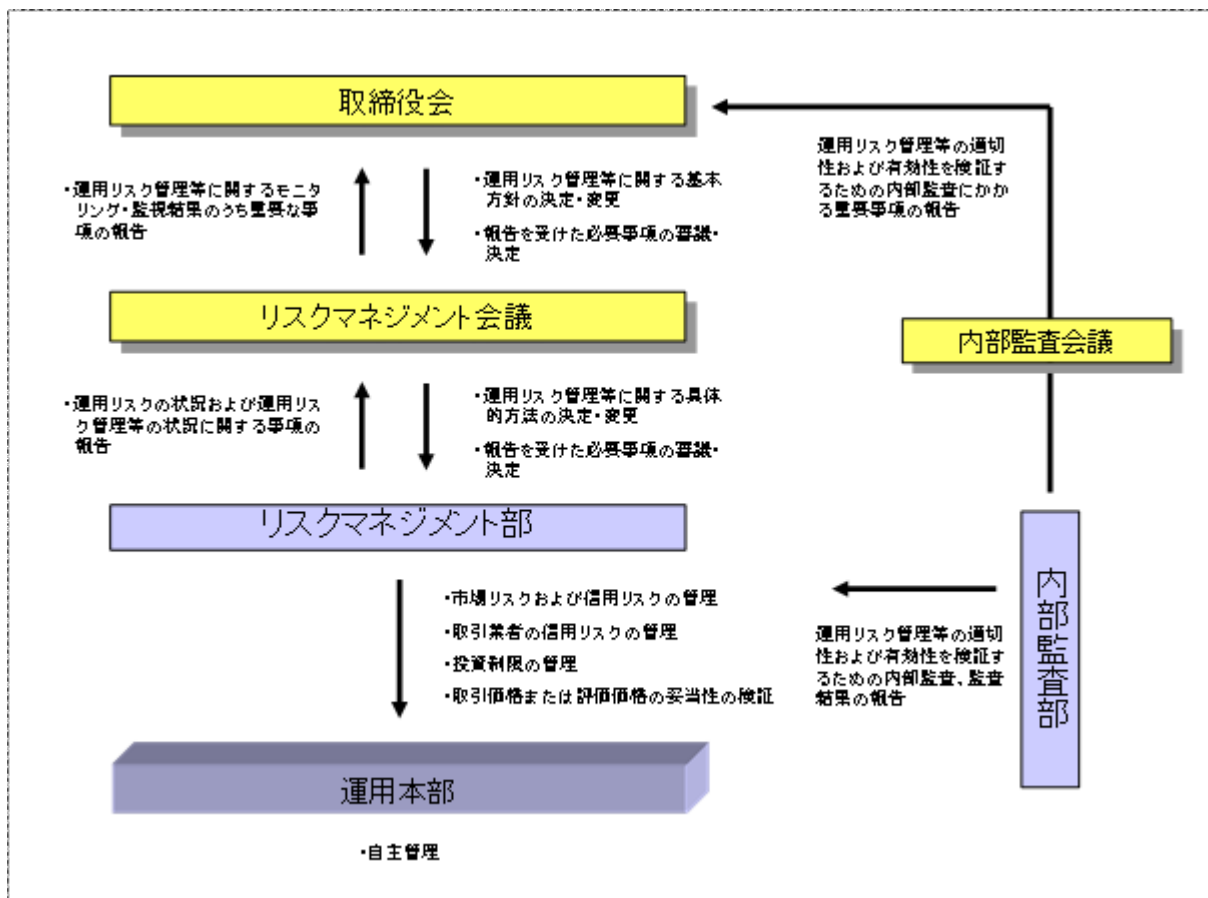 取締役会
運用リスク管理等の適切
性および有効性を検証す
るための内部監査にかか
る重要事項の報告
・運用リスク管理等に関するモニタ
リング・監視結果のうち重要な事
項の報告
・運用リスク管理等に関する基本
方針の決定・変更
・報告を受けた必要事項の審議・
決定
リスクマネジメント会議
内部監査会議
・運用リスクの状況および運用リス
ク管理等の状況に関する事項の
報告
・運用リスク管理等に関する具体
的方法の決定・変更
・報告を受けた必要事項の審議・
決定
リスクマネジメント部
内部監査部
・市場リスクおよび信用リスクの管理
・取引業者の信用リスクの管理
・投資制限の管理
・取引価格または評価価格の妥当性の検証
運用リスク管理等の適切
性および有効性を検証す
るための内部監査、監査
結果の報告
運用本部
・自主管理